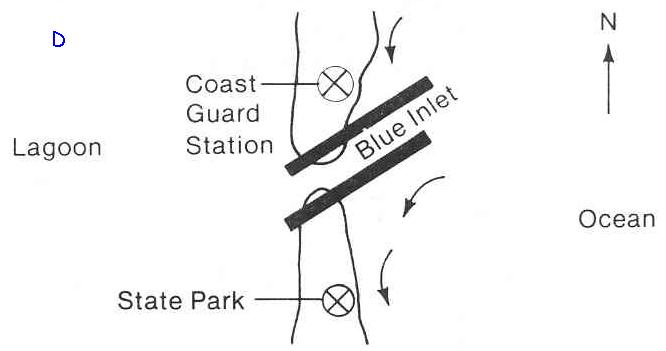 D
N
Coast
Guard
Station
Blue Inlet
Lagoon
Ocean
State Park